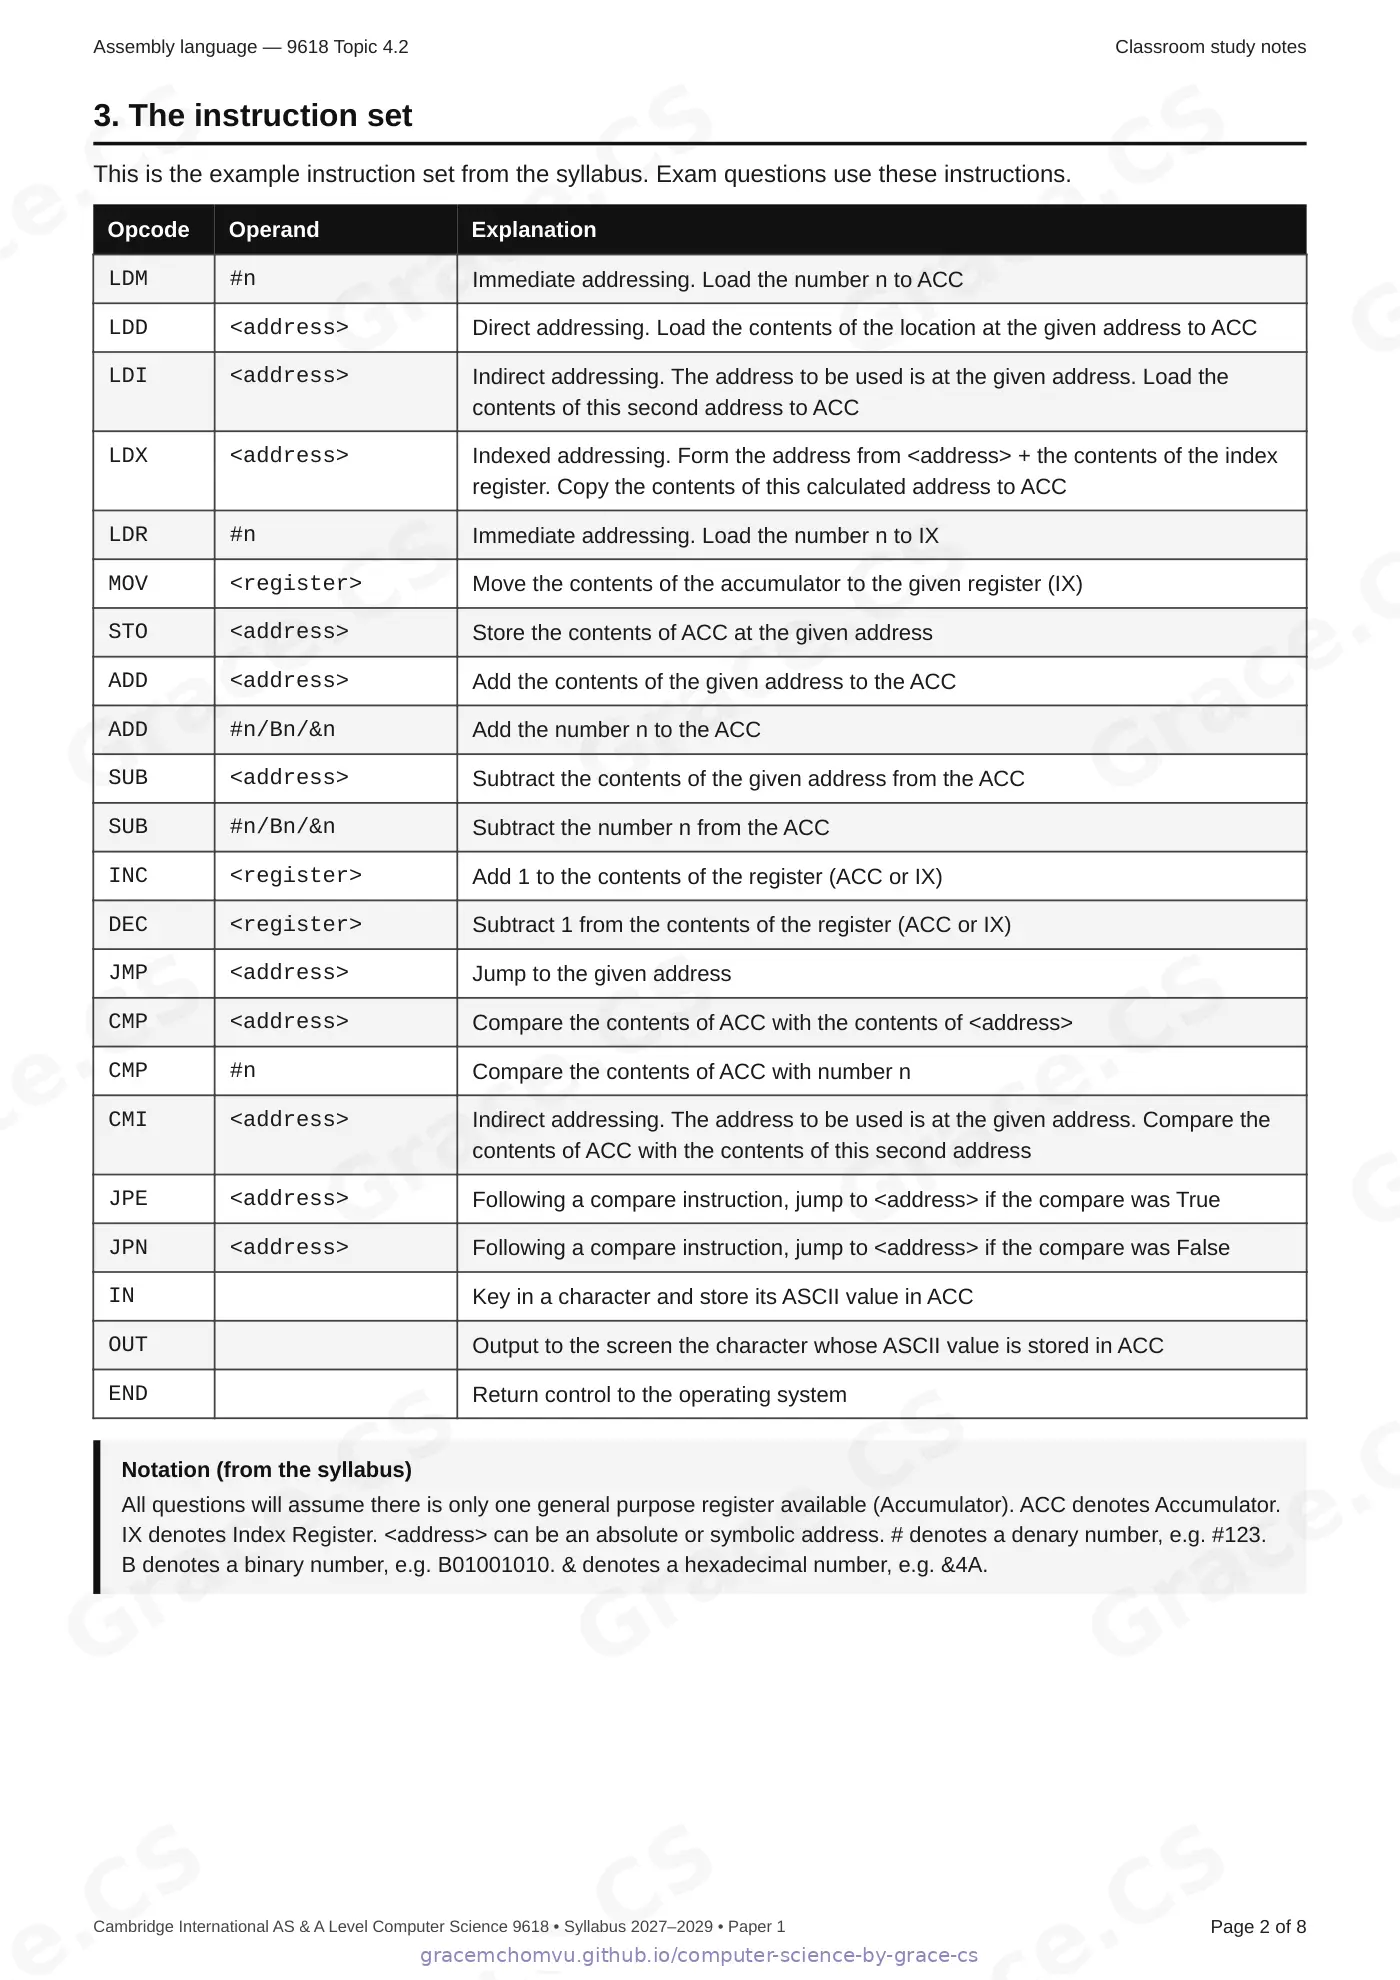 Assembly language — 9618 Topic 4.2 Classroom study notes
3. The instruction set
This is the example instruction set from the syllabus. Exam questions use these instructions.
Opcode Operand Explanation
LDM #n Immediate addressing. Load the number n to ACC
LDD <address> Direct addressing. Load the contents of the location at the given address to ACC
LDI <address> Indirect addressing. The address to be used is at the given address. Load the
contents of this second address to ACC
LDX <address> Indexed addressing. Form the address from <address> + the contents of the index
register. Copy the contents of this calculated address to ACC
LDR #n Immediate addressing. Load the number n to IX
MOV <register> Move the contents of the accumulator to the given register (IX)
STO <address> Store the contents of ACC at the given address
ADD <address> Add the contents of the given address to the ACC
ADD #n/Bn/&n Add the number n to the ACC
SUB <address> Subtract the contents of the given address from the ACC
SUB #n/Bn/&n Subtract the number n from the ACC
INC <register> Add 1 to the contents of the register (ACC or IX)
DEC <register> Subtract 1 from the contents of the register (ACC or IX)
JMP <address> Jump to the given address
CMP <address> Compare the contents of ACC with the contents of <address>
CMP #n Compare the contents of ACC with number n
CMI <address> Indirect addressing. The address to be used is at the given address. Compare the
contents of ACC with the contents of this second address
JPE <address> Following a compare instruction, jump to <address> if the compare was True
JPN <address> Following a compare instruction, jump to <address> if the compare was False
IN Key in a character and store its ASCII value in ACC
OUT Output to the screen the character whose ASCII value is stored in ACC
END Return control to the operating system
Notation (from the syllabus)
All questions will assume there is only one general purpose register available (Accumulator). ACC denotes Accumulator.
IX denotes Index Register. <address> can be an absolute or symbolic address. # denotes a denary number, e.g. #123.
B denotes a binary number, e.g. B01001010. & denotes a hexadecimal number, e.g. &4A.
Cambridge International AS & A Level Computer Science 9618 • Syllabus 2027–2029 • Paper 1 Page 2 of 8
gracemchomvu.github.io/computer-science-by-grace-cs
Grace.CS